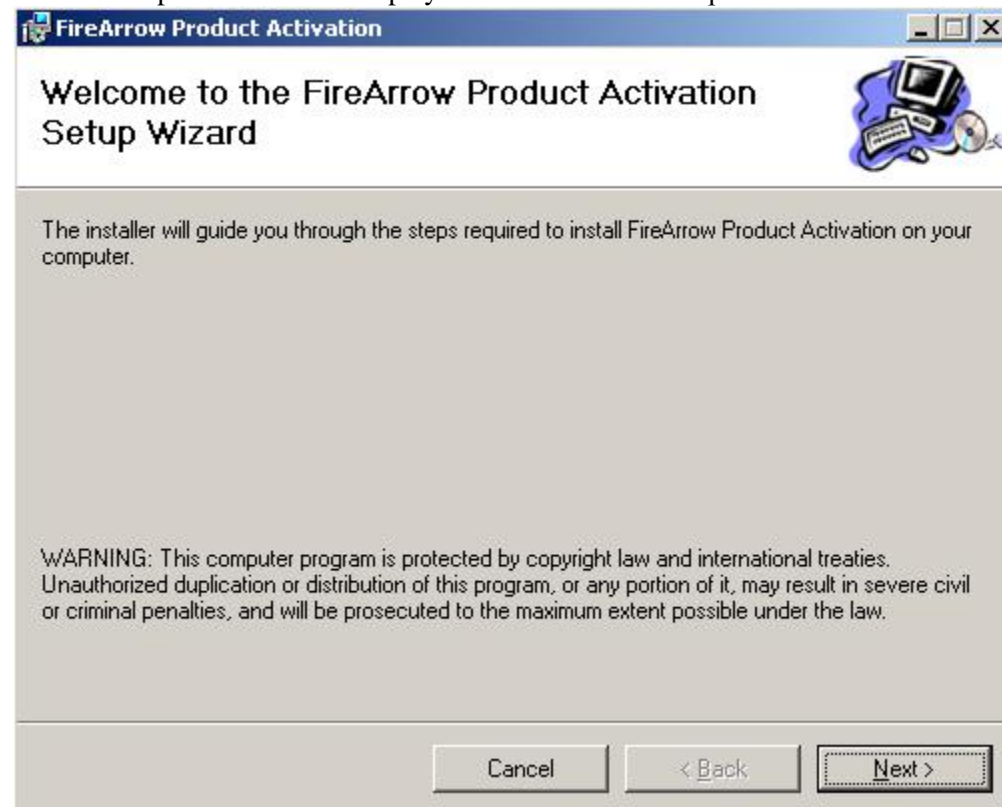 FireArrow Product Activation
Welcome to the FireArrow Product Activation
Setup Wizard
The installer will guide you through the steps required to install FireArrow Product Activation on your
computer.
WARNING: This computer program is protected by copyright law and international treaties.
Unauthorized duplication or distribution of this program, or any portion of it, may result in severe civil
or criminal penalties, and will be prosecuted to the maximum extent possible under the law.
Cancel
< Back
Next >